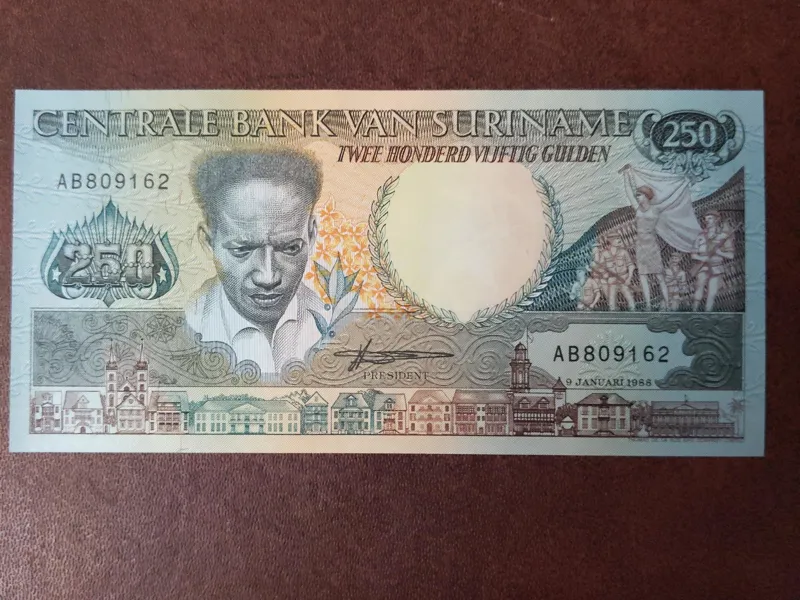 CENTRALE BANK VAN SURINAME
250
TWEE HONDERD VIJFTIG GULDEN
AB809162
250
PRESIDENT
AB809162
9 JANUARI 1988